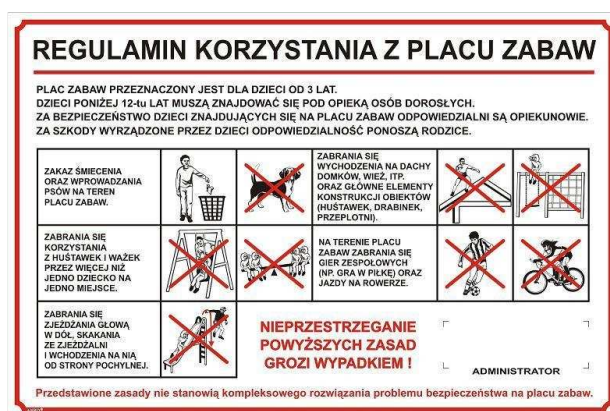 REGULAMIN KORZYSTANIA Z PLACU ZABAW
PLAC ZABAW PRZEZNACZONY JEST DLA DZIECI OD 3 LAT.
DZIECI PONIŻEJ 12-tu LAT MUSZĄ ZNAJDOWAĆ SIĘ POD OPIEKĄ OSÓB DOROSŁYCH.
ZA BEZPIECZEŃSTWO DZIECI ZNAJDUJĄCYCH SIĘ NA PLACU ZABAW ODPOWIEDZIALNI SĄ OPIEKUNOWIE.
ZA SZKODY WYRZĄDZONE PRZEZ DZIECI ODPOWIEDZIALNOŚĆ PONOSZĄ RODZICE.
ZAKAZ ŚMIECENIA
ORAZ WPROWADZANIA
PSÓW NA TEREN
PLACU ZABAW.
ZABRANIA SIĘ
WYCHODZENIA NA DACHY
DOMKÓW, WIEŻ, ITP.
ORAZ GŁÓWNE ELEMENTY
KONSTRUKCJI OBIEKTÓW
(HUŚTAWEK, DRABINEK,
PRZEPLOTNI).
ZABRANIA SIĘ
KORZYSTANIA
Z HUŚTAWEK I WAŻEK
PRZEZ WIĘCEJ NIŻ
JEDNO DZIECKO NA
JEDNO MIEJSCE.
NA TERENIE PLACU
ZABAW ZABRANIA SIĘ
GIER ZESPOŁOWYCH
(NP. GRA W PIŁKĘ) ORAZ
JAZDY NA ROWERZE.
ZABRANIA SIĘ
ZJEŻDŻANIA GŁOWĄ
W DÓŁ, SKAKANIA
ZE ZJEŻDŻALNI
I WCHODZENIA NA NIĄ
OD STRONY POCHYLNEJ.
NIEPRZESTRZEGANIE
POWYŻSZYCH ZASAD
GROZI WYPADKIEM !
ADMINISTRATOR
Przedstawione zasady nie stanowią kompleksowego rozwiązania problemu bezpieczeństwa na placu zabaw.